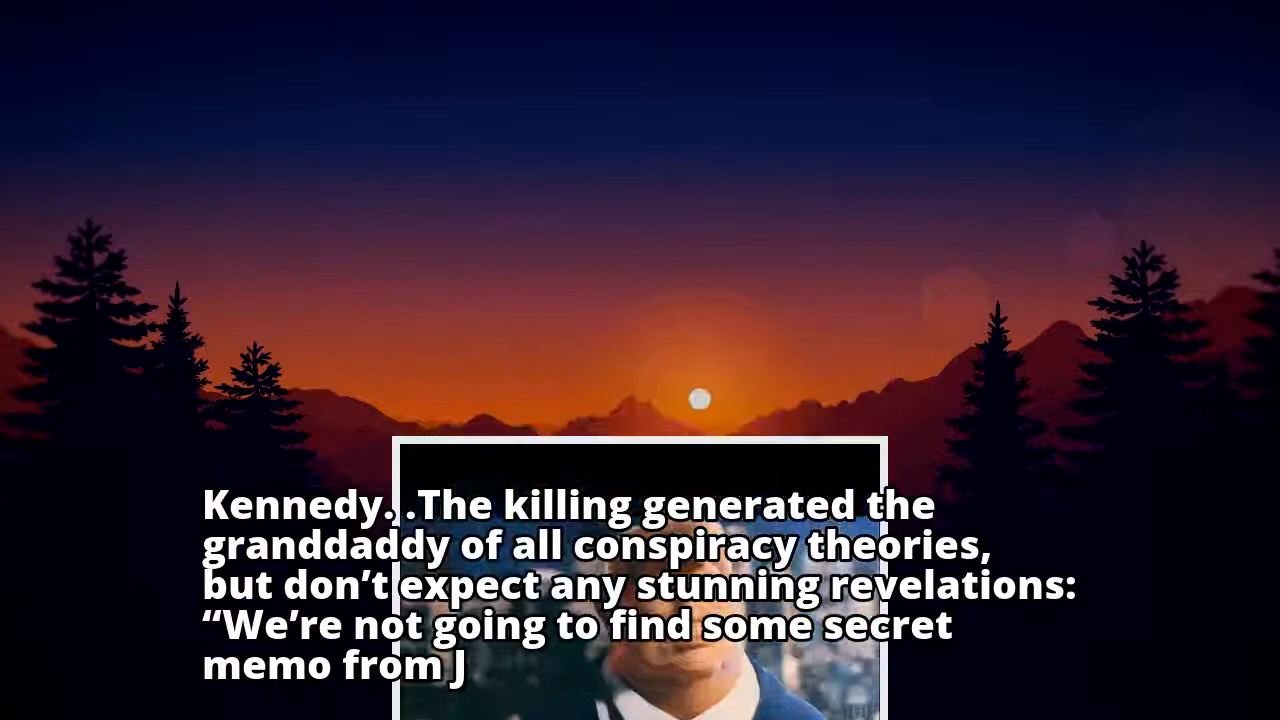 Kennedy. .The killing generated the
granddaddy of all conspiracy theories,
but don’t expect any stunning revelations:
“We’re not going to find some secret
memo from J